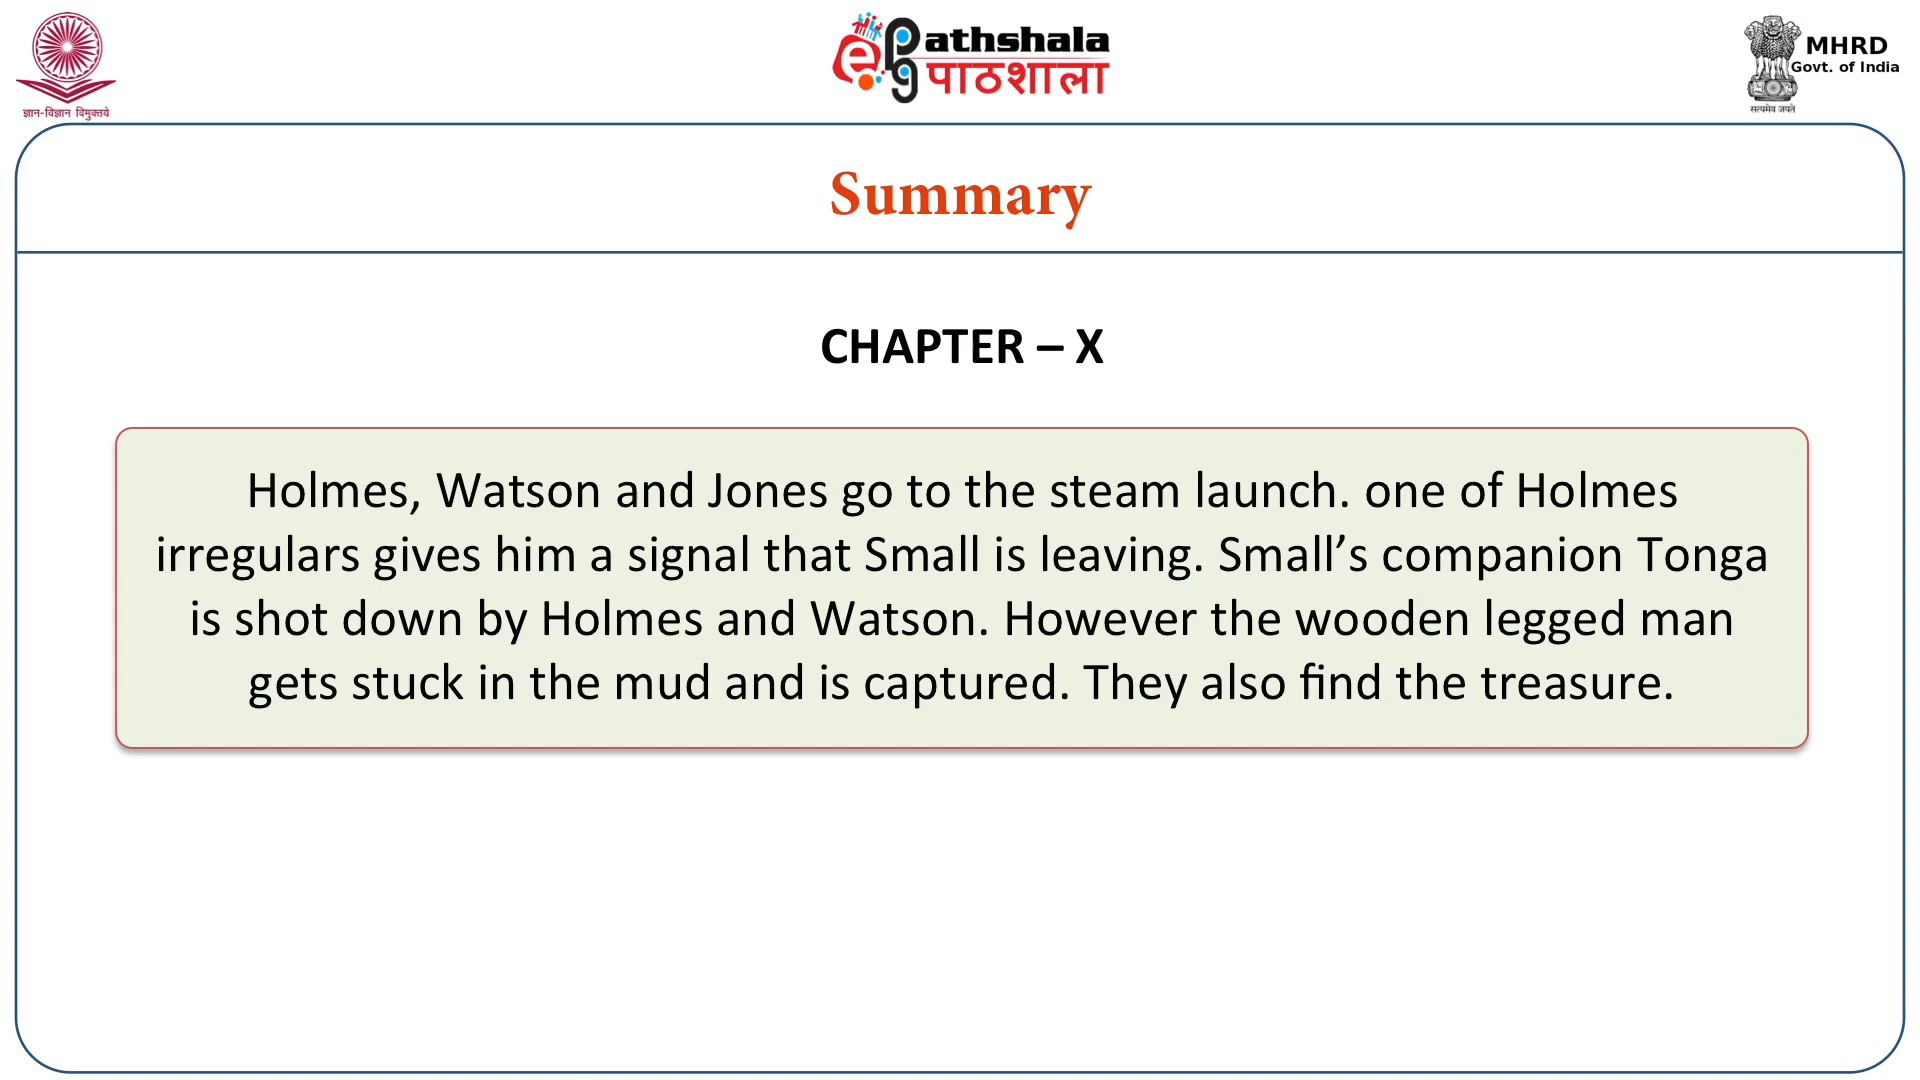 ज्ञान-विज्ञान विमुक्तये
e
pg
athshala
पाठशाला
MHRD
Govt. of India
सत्यमेव जयते
Summary
CHAPTER – X
Holmes, Watson and Jones go to the steam launch. one of Holmes
irregulars gives him a signal that Small is leaving. Small’s companion Tonga
is shot down by Holmes and Watson. However the wooden legged man
gets stuck in the mud and is captured. They also find the treasure.